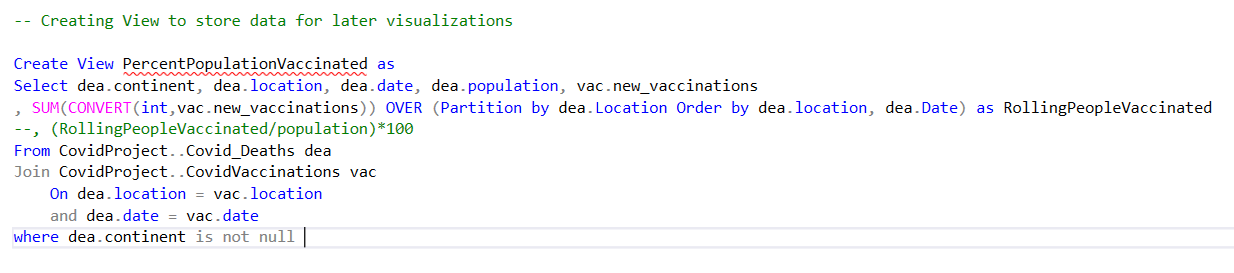 -- Creating View to store data for later visualizations
Create View PercentPopulationVaccinated as
Select dea.continent, dea.location, dea.date, dea.population, vac.new_vaccinations
, SUM(CONVERT(int,vac.new_vaccinations)) OVER (Partition by dea.Location Order by dea.location, dea.Date) as RollingPeopleVaccinated
--, (RollingPeopleVaccinated/population)*100
From CovidProject..Covid_Deaths dea
Join CovidProject..CovidVaccinations vac
    On dea.location = vac.location
    and dea.date = vac.date
where dea.continent is not null